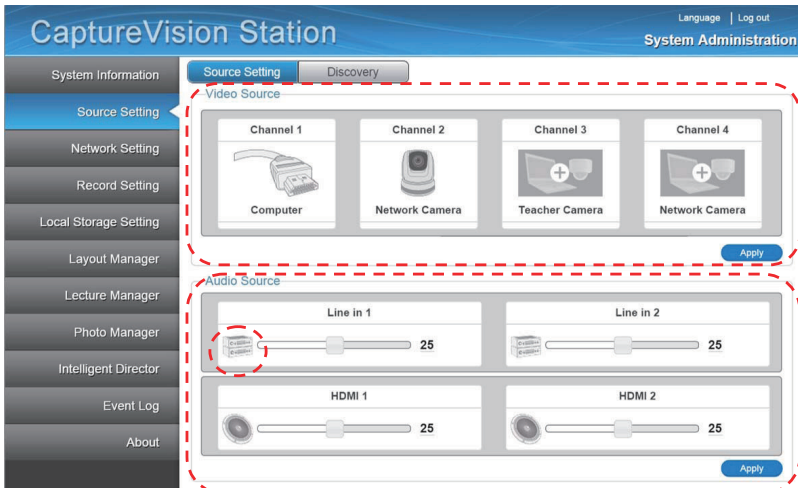 CaptureVision Station
Language | Log out
System Administration
System Information
Source Setting
Network Setting
Record Setting
Local Storage Setting
Layout Manager
Lecture Manager
Photo Manager
Intelligent Director
Event Log
About
Source Setting Discovery
Video Source
Channel 1 Channel 2 Channel 3 Channel 4
Computer Network Camera Teacher Camera Network Camera
Apply
Audio Source
Line in 1 Line in 2
25 25
HDMI 1 HDMI 2
25 25
Apply